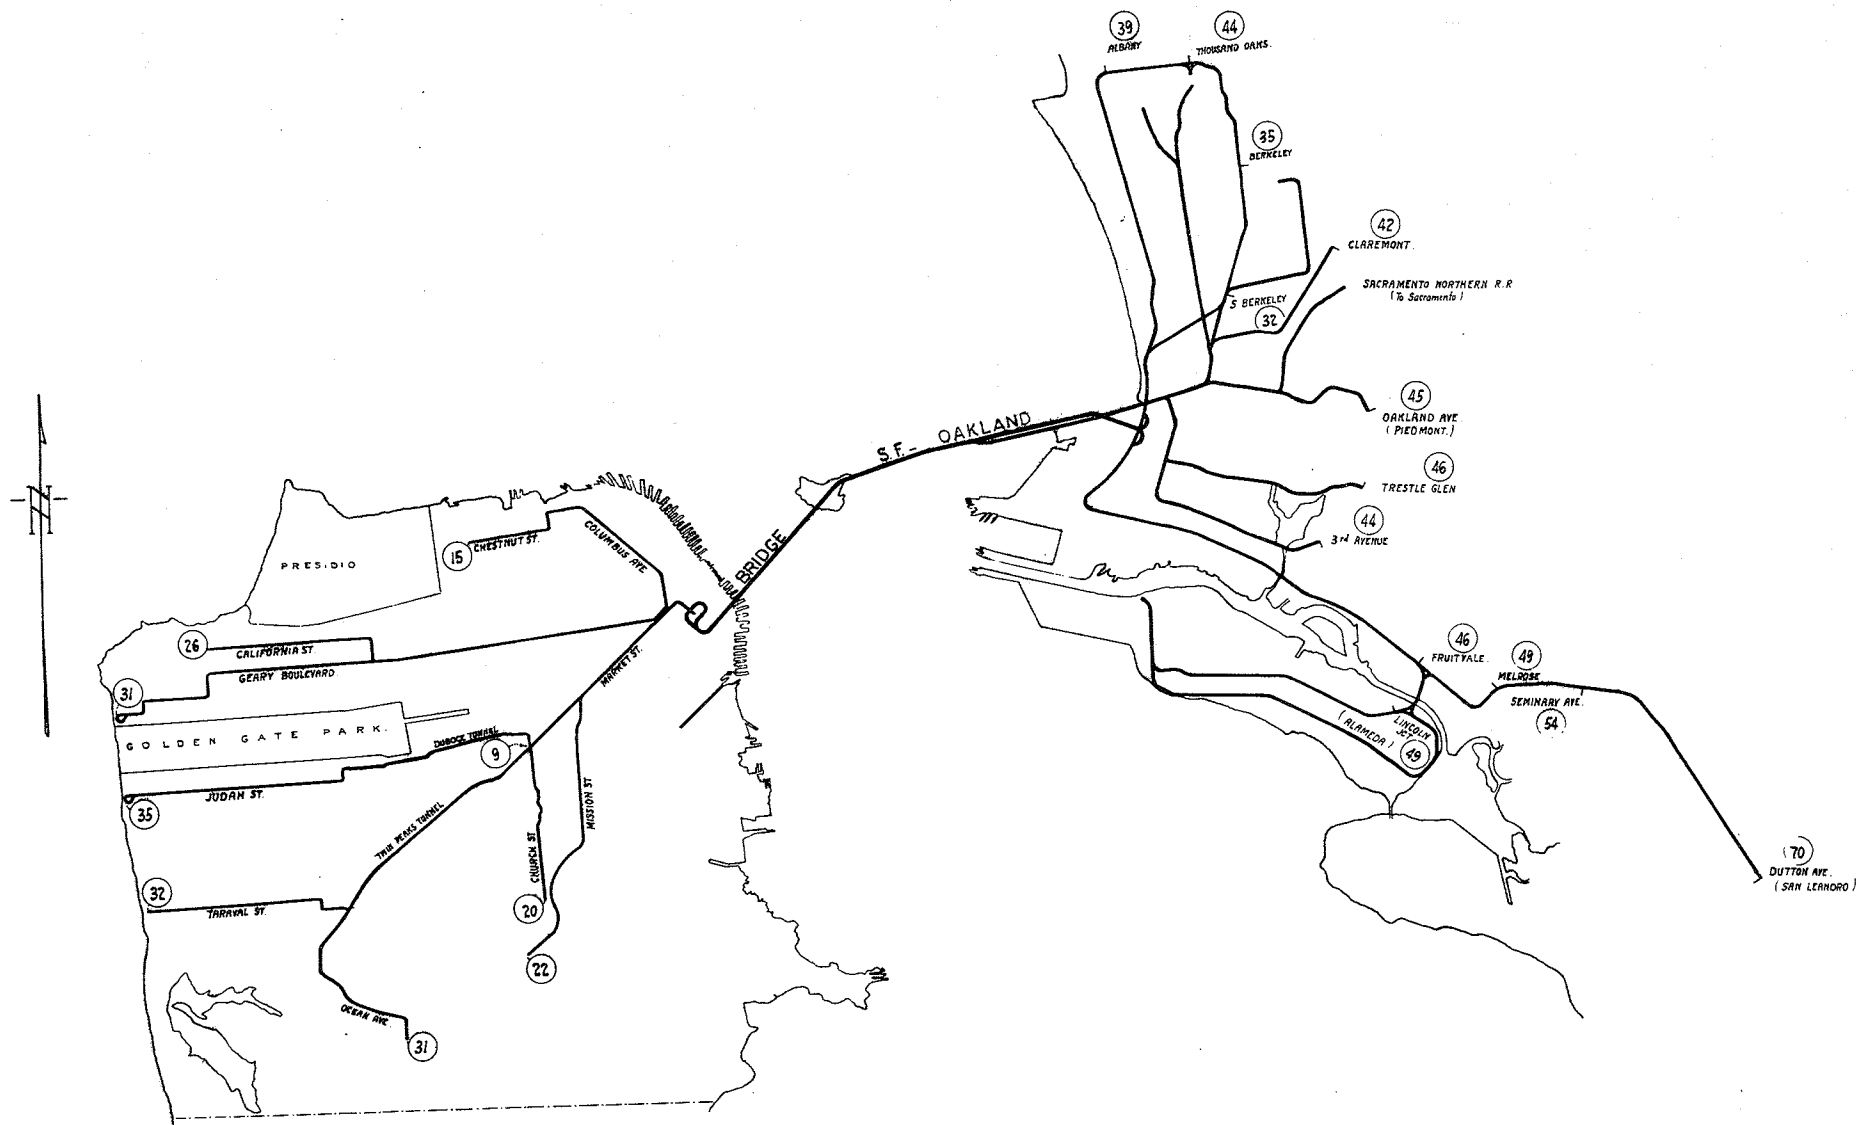 39
ALBANY
44
THOUSAND OAKS.
35
BERKELEY
42
CLAREMONT.
SACRAMENTO NORTHERN R.R
(To Sacramento)
S BERKELEY
32
45
OAKLAND AVE
(PIEDMONT.)
46
TRESTLE GLEN
44
3rd AVENUE
S.F. - OAKLAND
BRIDGE
N
PRESIDIO
15
CHESTNUT ST.
COLUMBUS AVE
26
CALIFORNIA ST.
GEARY BOULEVARD.
31
MARKET ST.
GOLDEN GATE PARK.
DUBOCE TUNNEL
9
JUDAH ST.
35
TWIN PEAKS TUNNEL
MISSION ST
CHURCH ST
20
22
32
TARAVAL ST.
OCEAN AVE.
31
46
FRUITVALE.
49
MELROSE
SEMINARY AVE.
54
LINCOLN
JCT
(ALAMEDA)
49
70
DUTTON AVE.
(SAN LEANDRO)